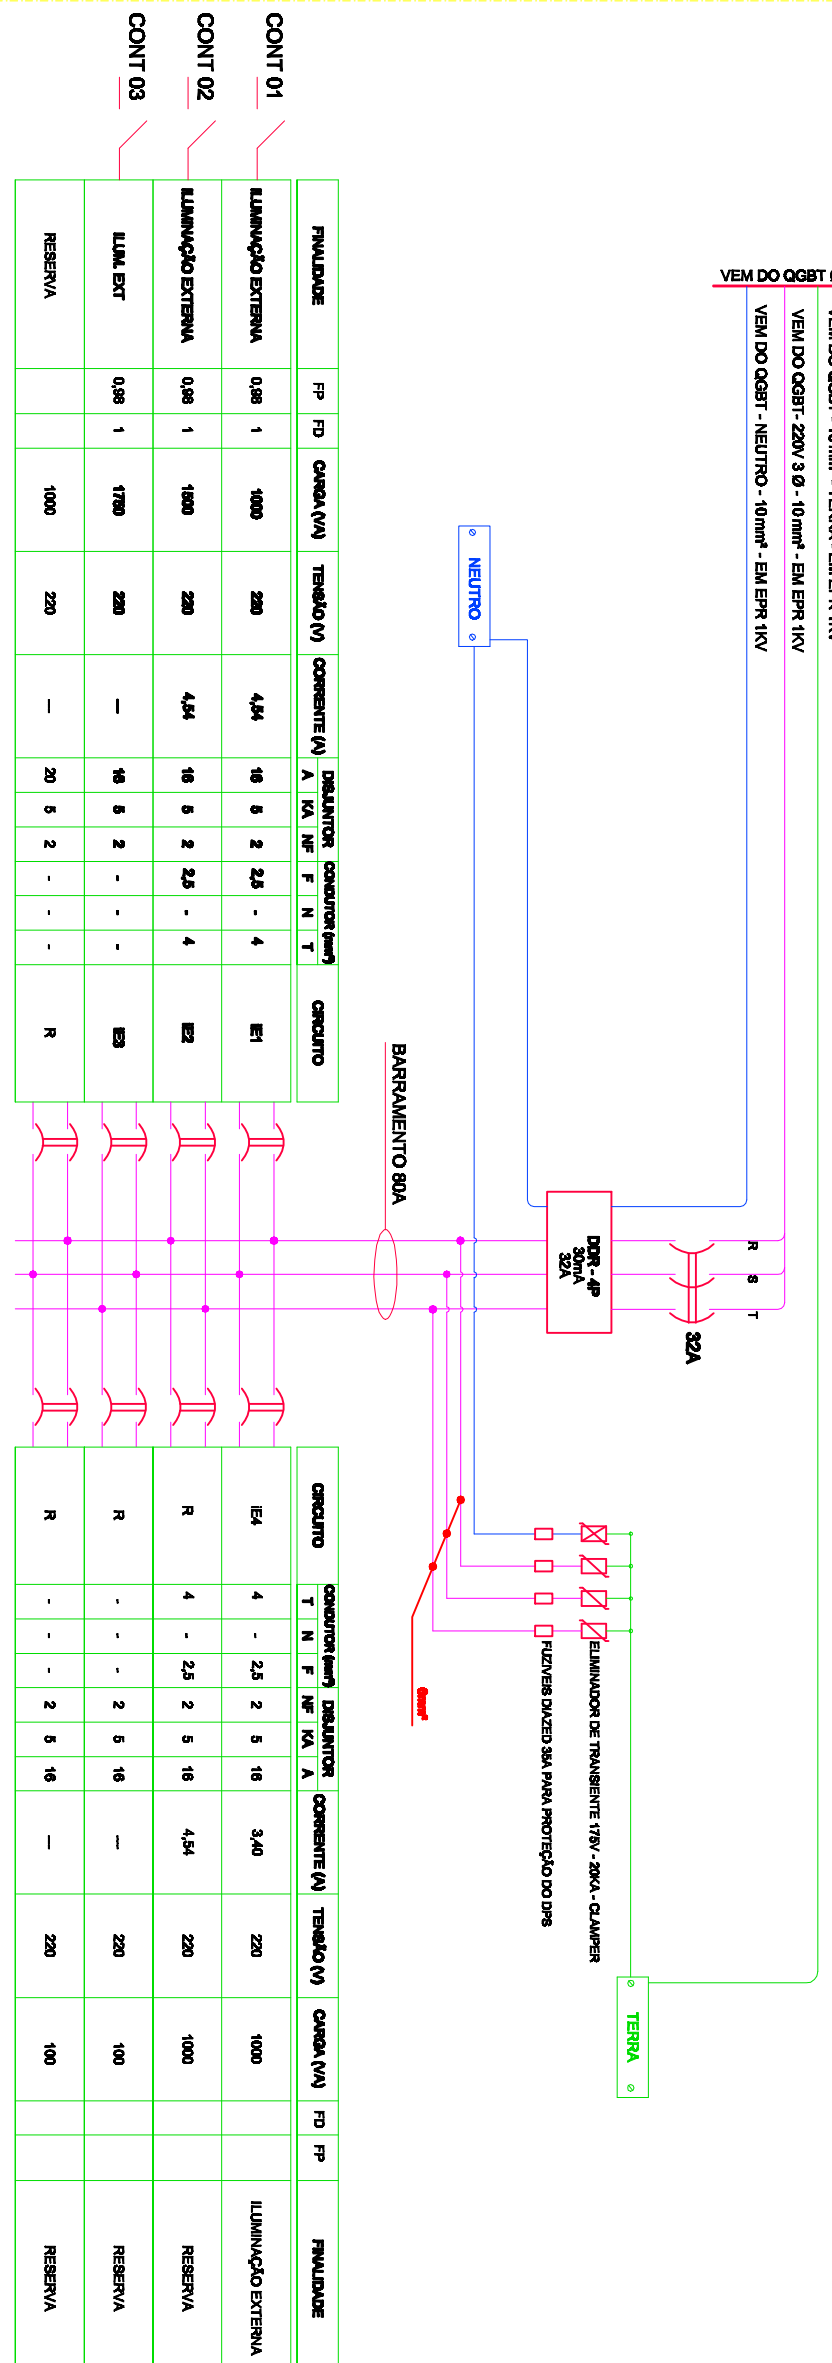 VEM DO QGBT
VEM DO QGBT - 220V 3 Ø - 10mm² - EM EPR 1KV
VEM DO QGBT - NEUTRO - 10mm² - EM EPR 1KV
R S T
32A
DDR - 4P
30mA
32A
NEUTRO
TERRA
ELIMINADOR DE TRANSIENTE 175V - 20KA - CLAMPER
FUZIVEIS DIAZED 35A PARA PROTEÇÃO DO DPS
6mm²
BARRAMENTO 80A
CONT 01
CONT 02
CONT 03
FINALIDADE FP FD CARGA (VA) TENSÃO (V) CORRENTE (A) DISJUNTOR CONDUTOR (mm²) CIRCUITO
A KA NF F N T
ILUMINAÇÃO EXTERNA 0,98 1 1000 220 4,54 16 5 2 2,5 - 4 IE1
ILUMINAÇÃO EXTERNA 0,98 1 1500 220 4,54 16 5 2 2,5 - 4 IE2
ILUM. EXT 0,98 1 1750 220 — 16 5 2 - - - IE3
RESERVA 1000 220 — 20 5 2 - - - R
CIRCUITO CONDUTOR (mm²) DISJUNTOR CORRENTE (A) TENSÃO (V) CARGA (VA) FD FP FINALIDADE
T N F NF KA A
IE4 4 - 2,5 2 5 16 3,40 220 1000 ILUMINAÇÃO EXTERNA
R 4 - 2,5 2 5 16 4,54 220 1000 RESERVA
R - - - 2 5 16 — 220 100 RESERVA
R - - - 2 5 16 — 220 100 RESERVA